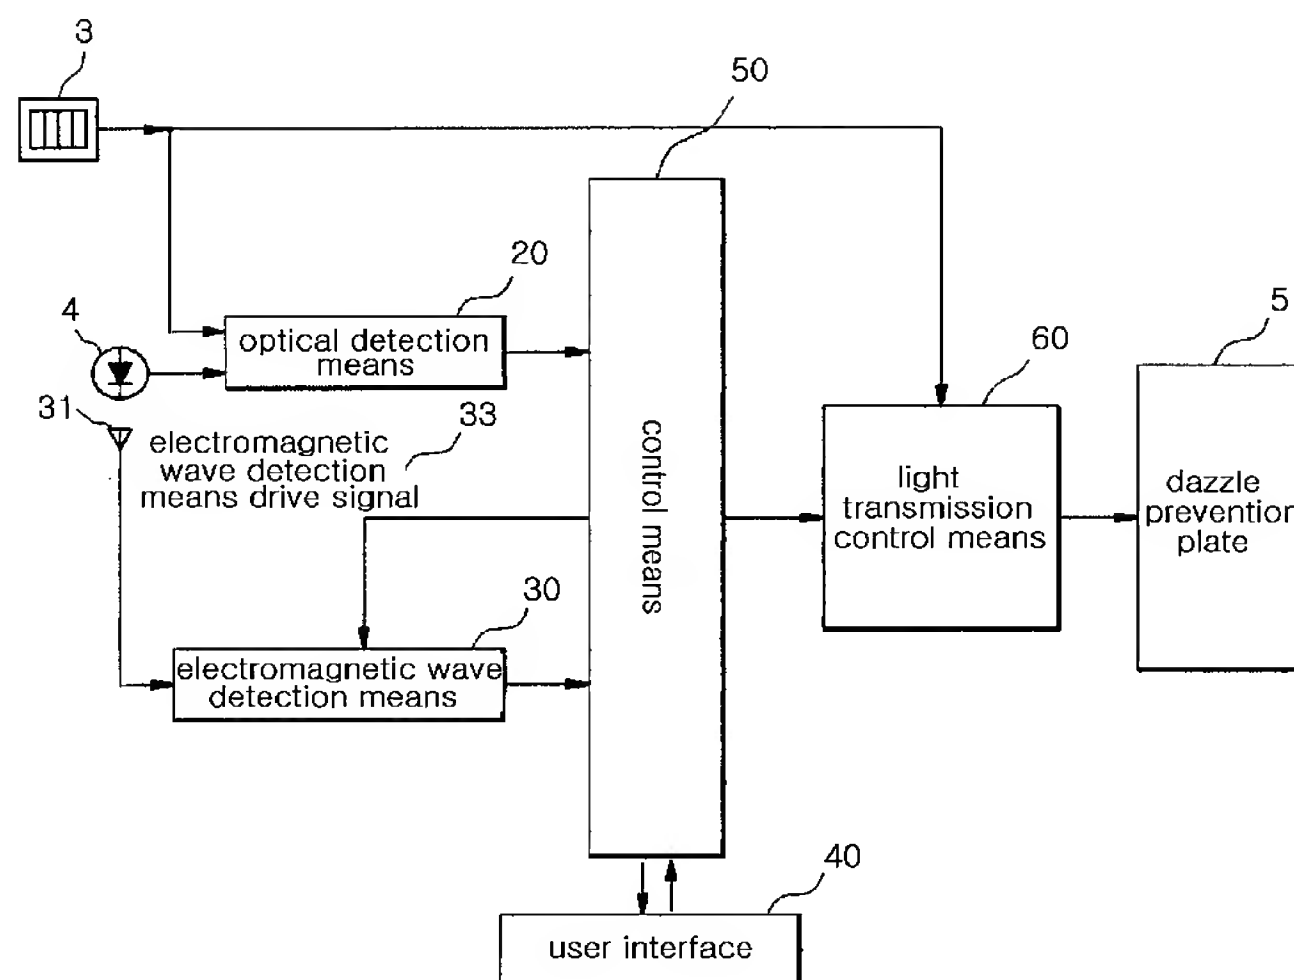 3
50
20
4
optical detection
means
5
60
31
33
electromagnetic
wave detection
means drive signal
control means
light
transmission
control means
dazzle
prevention
plate
30
electromagnetic wave
detection means
40
user interface